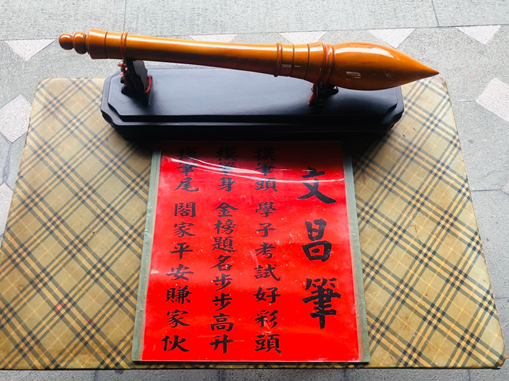 文昌筆
摸筆頭 學子考試好彩頭
摸筆身 金榜題名步步高升
摸筆尾 闔家平安賺家伙